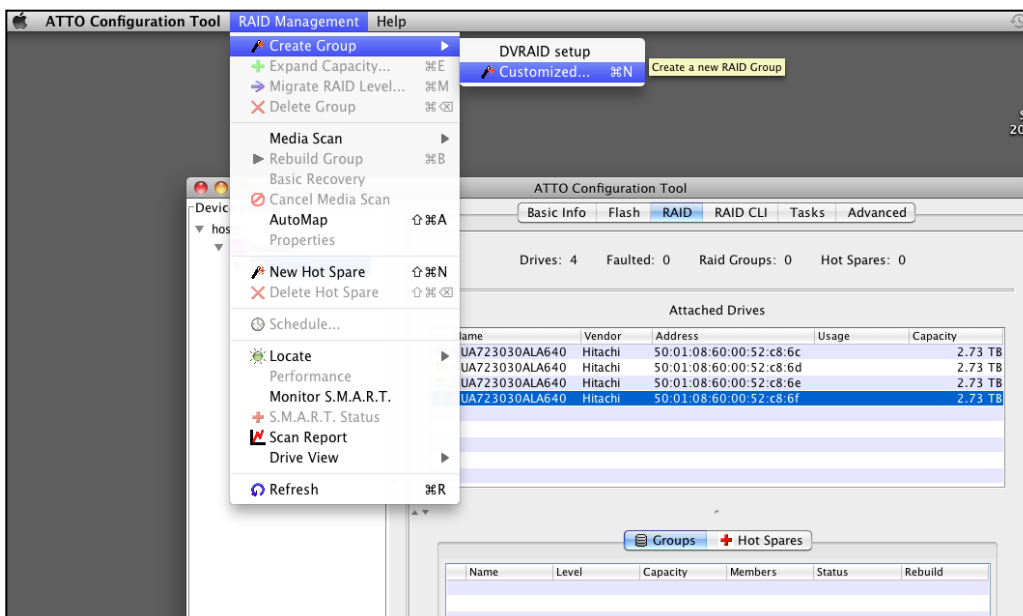 ATTO Configuration Tool RAID Management Help
Create Group
DVRAID setup
Customized... ⌘N
Create a new RAID Group
Expand Capacity... ⌘E
Migrate RAID Level... ⌘M
Delete Group ⌘⌫
Media Scan
Rebuild Group ⌘B
Basic Recovery
Cancel Media Scan
AutoMap ⇧⌘A
Properties
New Hot Spare ⇧⌘N
Delete Hot Spare ⇧⌘⌫
Schedule...
Locate
Performance
Monitor S.M.A.R.T.
S.M.A.R.T. Status
Scan Report
Drive View
Refresh ⌘R
20
ATTO Configuration Tool
Devic
hos
Basic Info Flash RAID RAID CLI Tasks Advanced
Drives: 4 Faulted: 0 Raid Groups: 0 Hot Spares: 0
Attached Drives
lame Vendor Address Usage Capacity
UA723030ALA640 Hitachi 50:01:08:60:00:52:c8:6c 2.73 TB
UA723030ALA640 Hitachi 50:01:08:60:00:52:c8:6d 2.73 TB
UA723030ALA640 Hitachi 50:01:08:60:00:52:c8:6e 2.73 TB
UA723030ALA640 Hitachi 50:01:08:60:00:52:c8:6f 2.73 TB
Groups Hot Spares
Name Level Capacity Members Status Rebuild